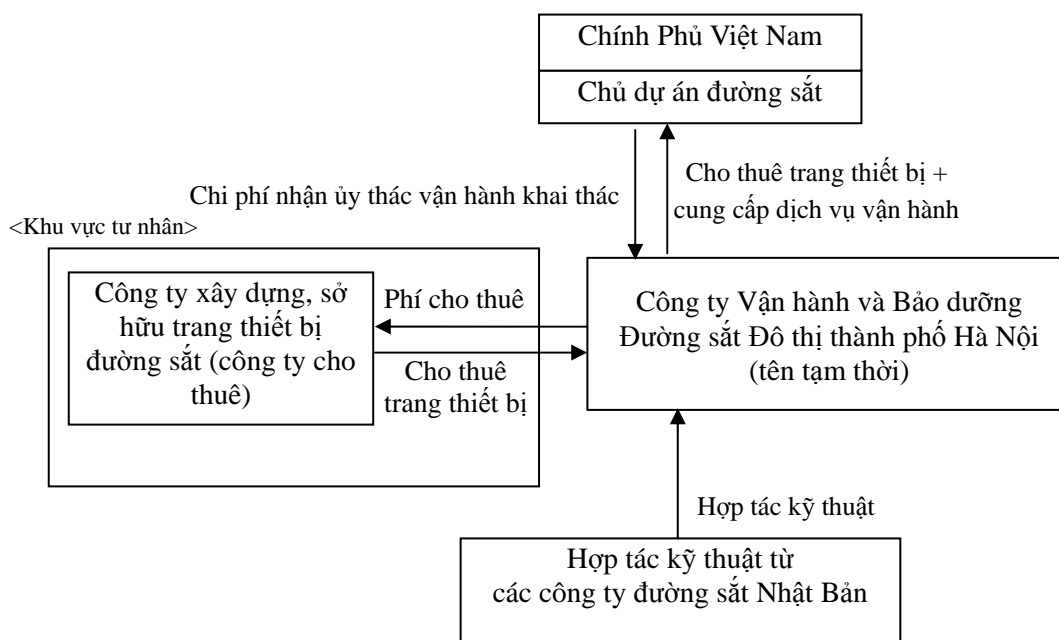 Chính Phủ Việt Nam
Chủ dự án đường sắt
Chi phí nhận ủy thác vận hành khai thác
Cho thuê trang thiết bị +
cung cấp dịch vụ vận hành
<Khu vực tư nhân>
Công ty xây dựng, sở
hữu trang thiết bị
đường sắt (công ty cho
thuê)
Phí cho thuê
Cho thuê
trang thiết bị
Công ty Vận hành và Bảo dưỡng
Đường sắt Đô thị thành phố Hà Nội
(tên tạm thời)
Hợp tác kỹ thuật
Hợp tác kỹ thuật từ
các công ty đường sắt Nhật Bản